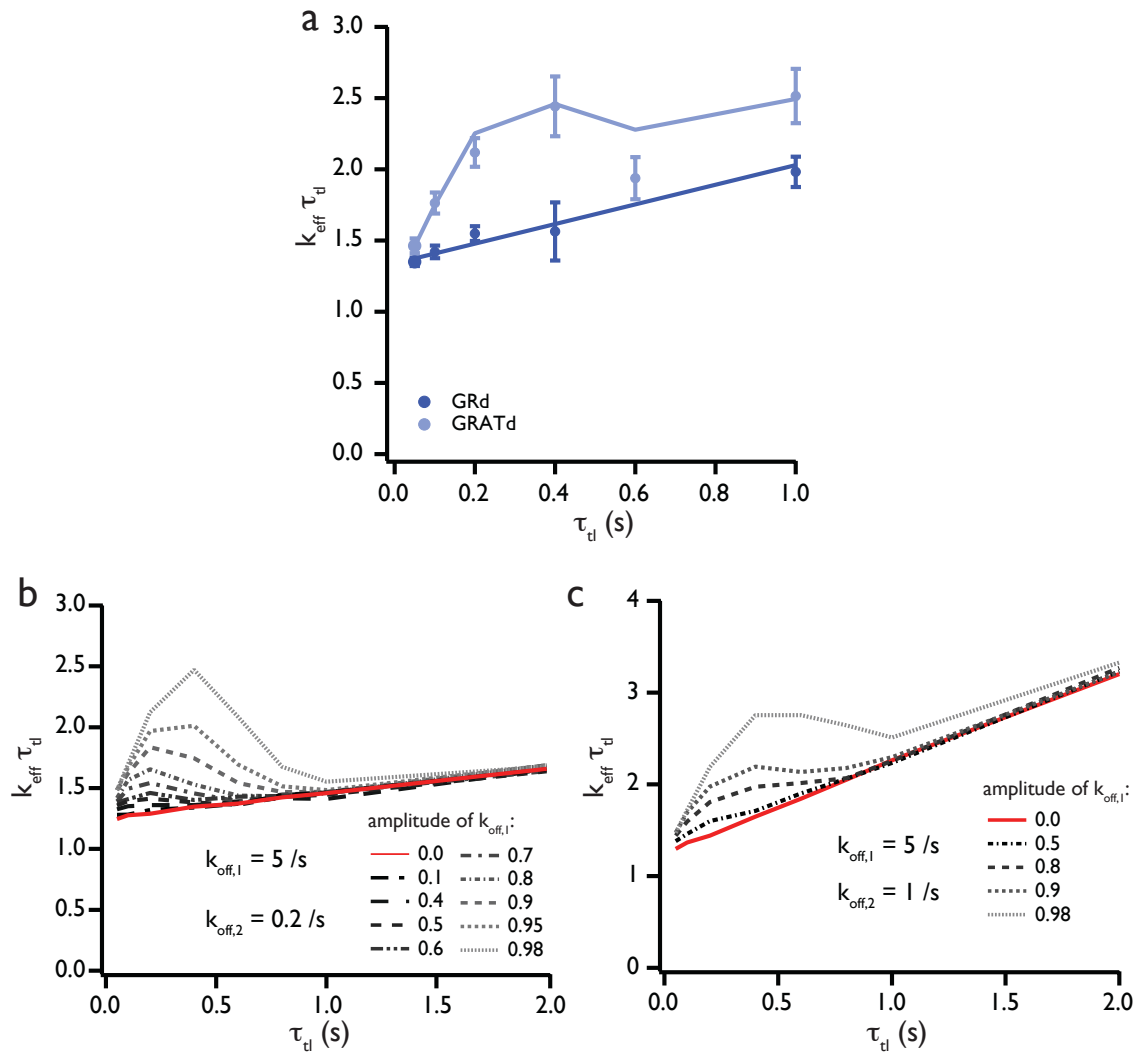 a
3.0
2.5
2.0
1.5
1.0
0.5
0.0
k_eff τ_tl
GRd
GRATd
0.0 0.2 0.4 0.6 0.8 1.0
τ_tl (s)
b
3.0
2.5
2.0
1.5
1.0
0.5
0.0
k_eff τ_tl
amplitude of k_off,1:
0.0 0.7
0.1 0.8
0.4 0.9
0.5 0.95
0.6 0.98
k_off,1 = 5 /s
k_off,2 = 0.2 /s
0.0 0.5 1.0 1.5 2.0
τ_tl (s)
c
4
3
2
1
0
k_eff τ_tl
amplitude of k_off,1:
0.0
0.5
0.8
0.9
0.98
k_off,1 = 5 /s
k_off,2 = 1 /s
0.0 0.5 1.0 1.5 2.0
τ_tl (s)